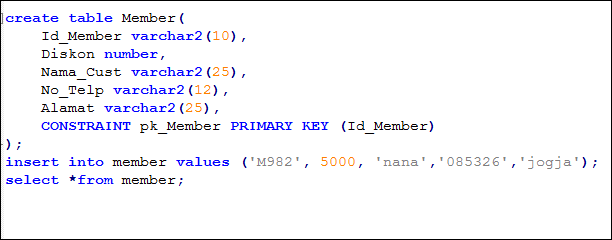 create table Member(
Id_Member varchar2(10),
Diskon number,
Nama_Cust varchar2(25),
No_Telp varchar2(12),
Alamat varchar2(25),
CONSTRAINT pk_Member PRIMARY KEY (Id_Member)
);
insert into member values ('M982', 5000, 'nana','085326','jogja');
select *from member;